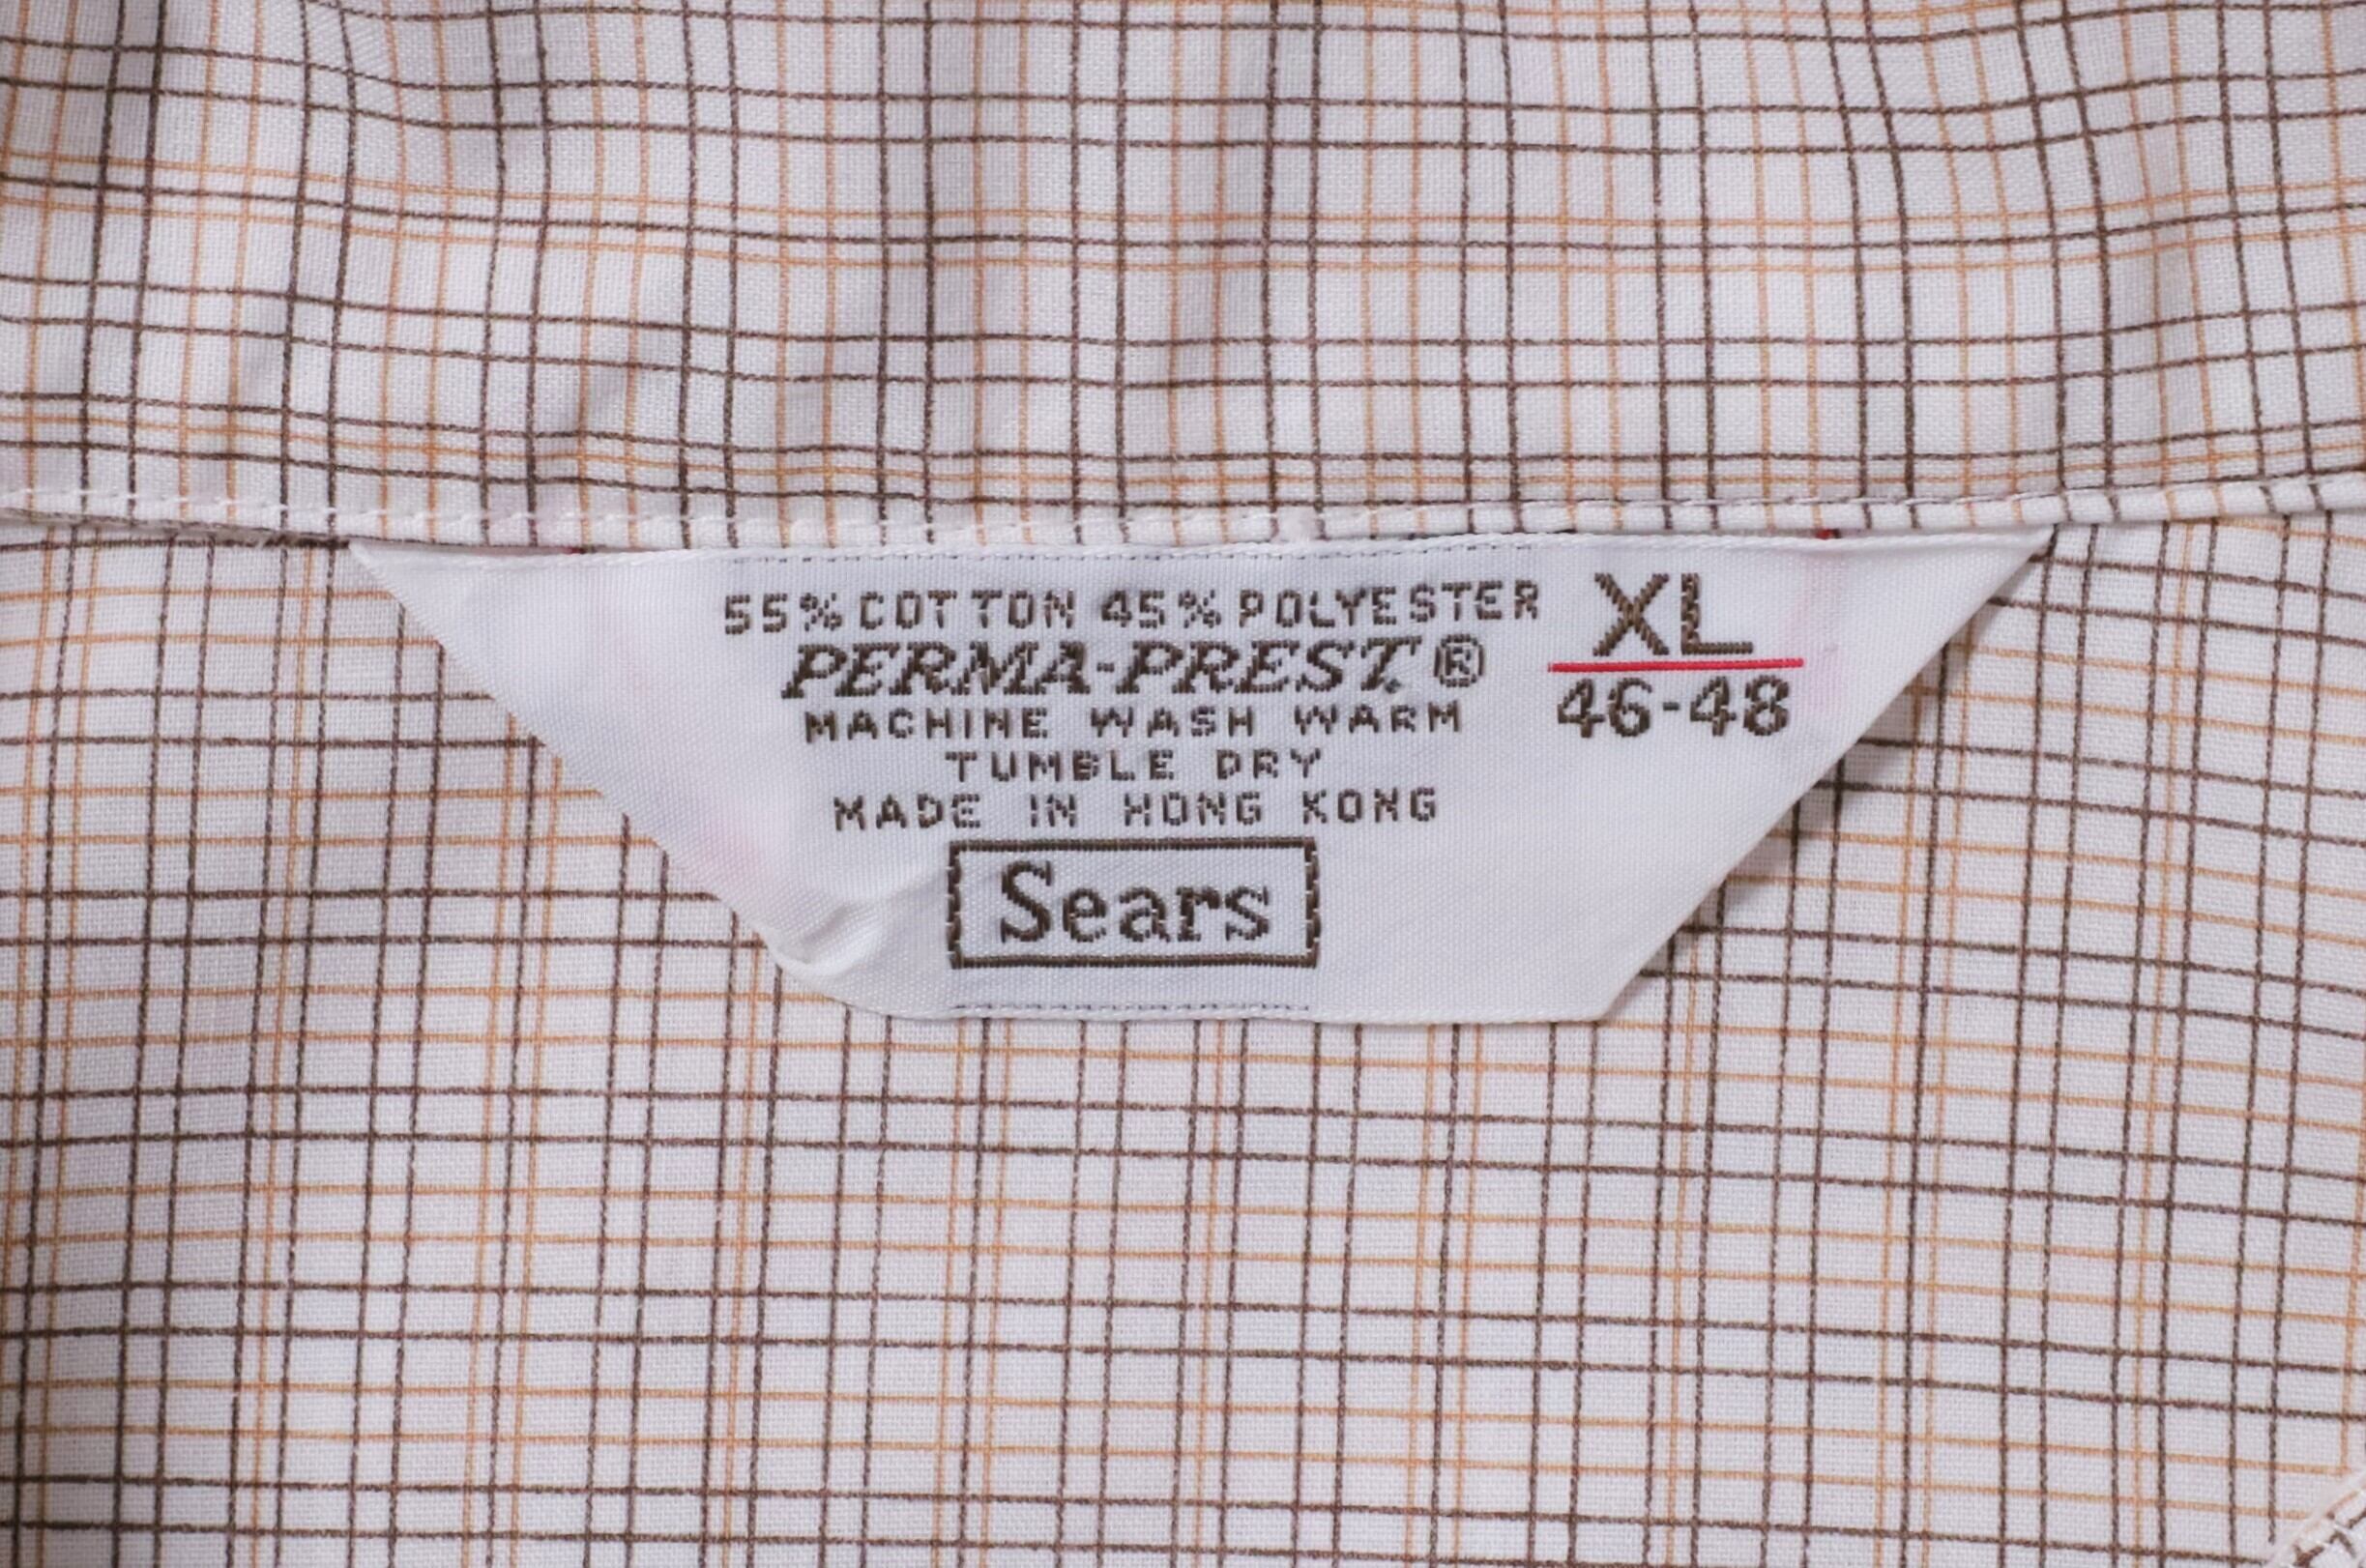 55% COTTON 45% POLYESTER
PERMA-PREST.®
MACHINE WASH WARM
TUMBLE DRY
MADE IN HONG KONG
Sears
XL
46-48